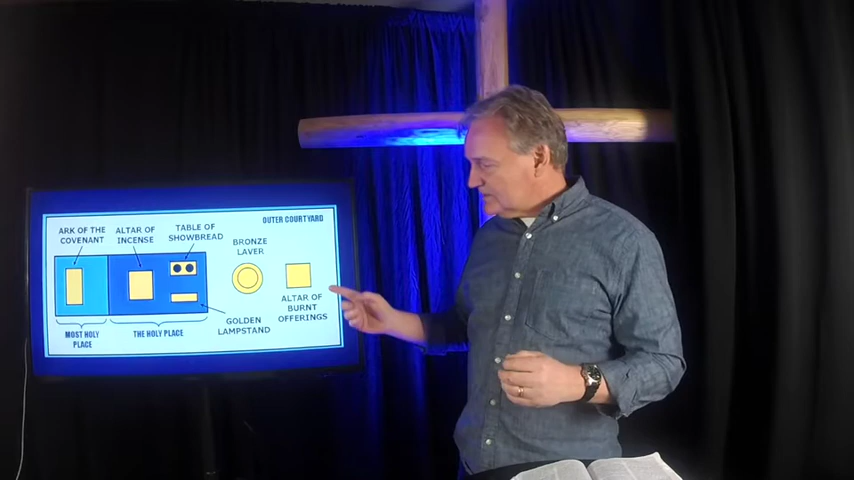 OUTER COURTYARD
ARK OF THE
COVENANT
ALTAR OF
INCENSE
TABLE OF
SHOWBREAD
BRONZE
LAVER
ALTAR OF
BURNT
OFFERINGS
GOLDEN
LAMPSTAND
MOST HOLY
PLACE
THE HOLY PLACE